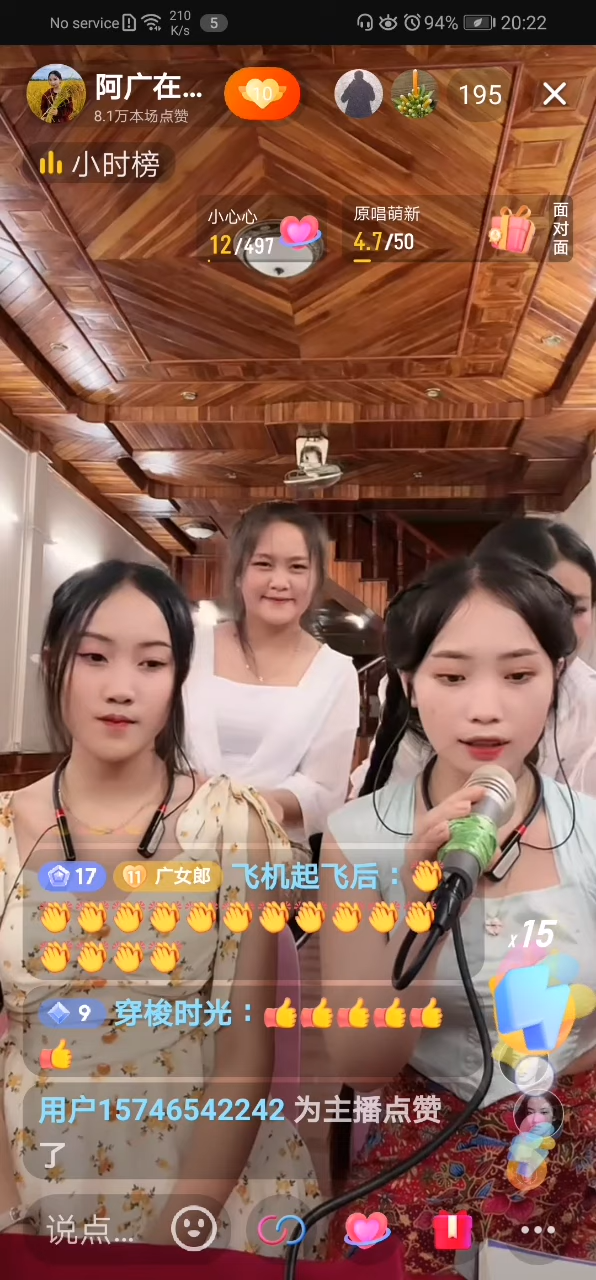 No service
210
K/s
5
94%
20:22
阿广在...
8.1万本场点赞
10
195
小时榜
小心心
12/497
原唱萌新
4.7/50
面对面
17 11 广女郎 飞机起飞后：
x15
9 穿梭时光：
用户15746542242 为主播点赞
了
说点...